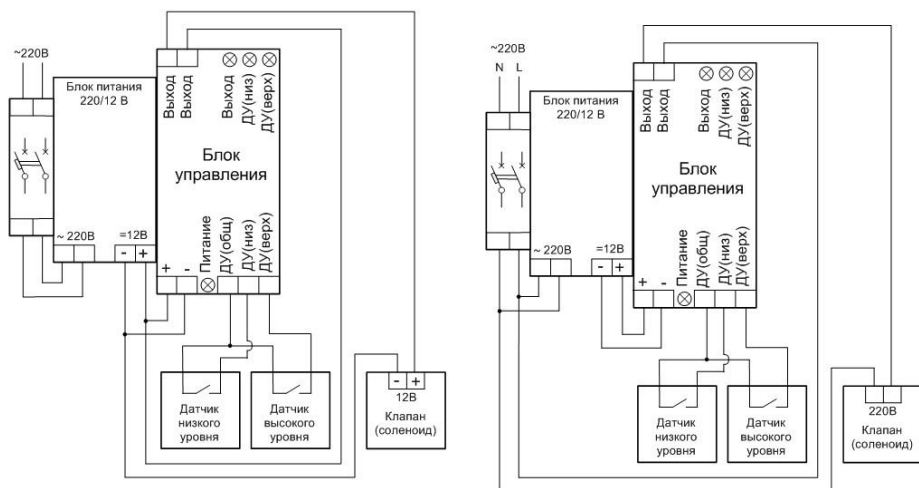 ~220В
Блок питания
220/12 В
~ 220В
=12В
- +
Выход
Выход
Выход
ДУ(низ)
ДУ(верх)
Блок
управления
+
-
Питание
ДУ(общ)
ДУ(низ)
ДУ(верх)
Датчик
низкого
уровня
Датчик
высокого
уровня
- +
12В
Клапан
(соленоид)
~220В
N L
Блок питания
220/12 В
~ 220В
=12В
- +
Выход
Выход
Выход
ДУ(низ)
ДУ(верх)
Блок
управления
+
-
Питание
ДУ(общ)
ДУ(низ)
ДУ(верх)
Датчик
низкого
уровня
Датчик
высокого
уровня
220В
Клапан
(соленоид)